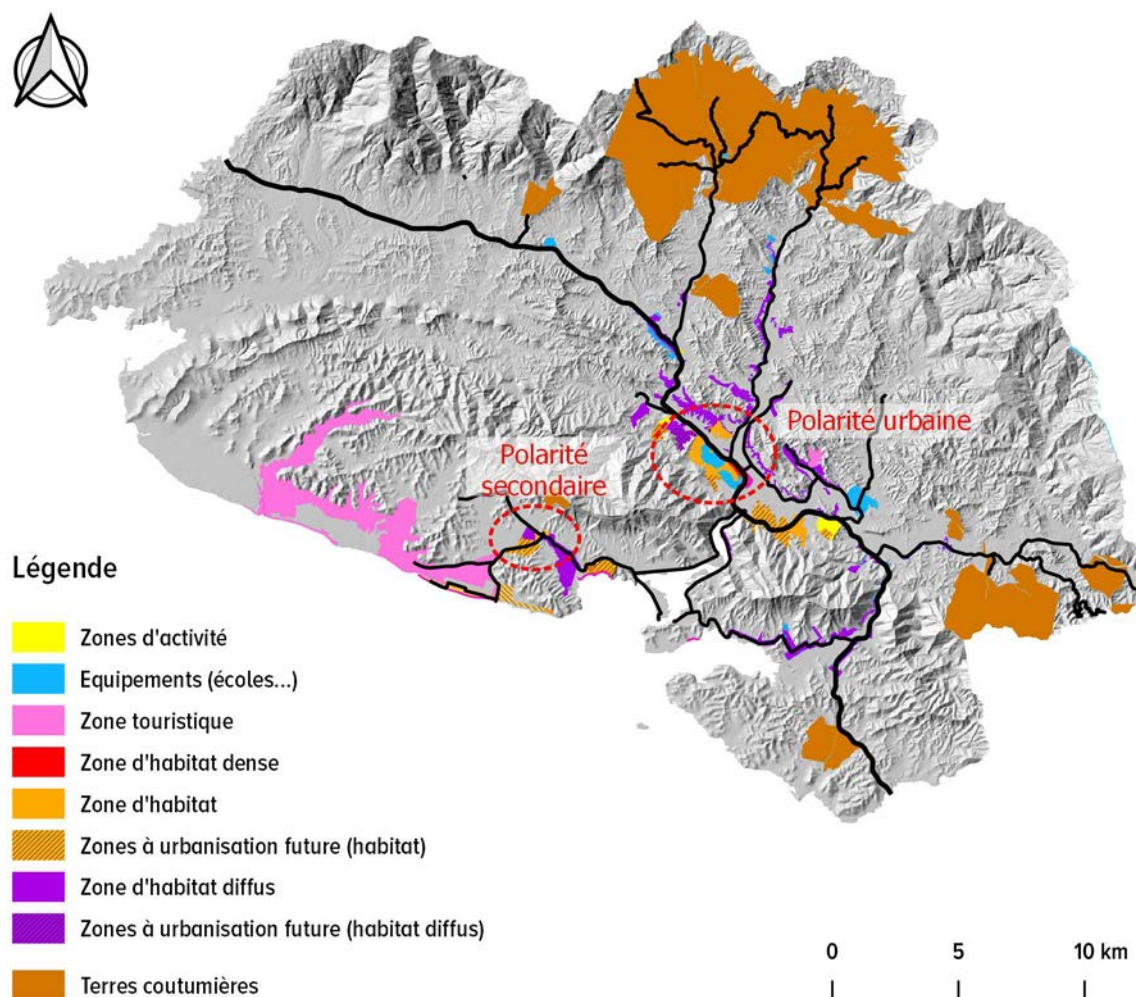 Polarité urbaine
Polarité
secondaire
Légende
Zones d'activité
Equipements (écoles...)
Zone touristique
Zone d'habitat dense
Zone d'habitat
Zones à urbanisation future (habitat)
Zone d'habitat diffus
Zones à urbanisation future (habitat diffus)
Terres coutumières
0 5 10 km